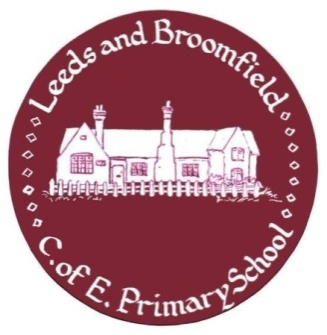 Leeds and Broomfield
C. of E. Primary School